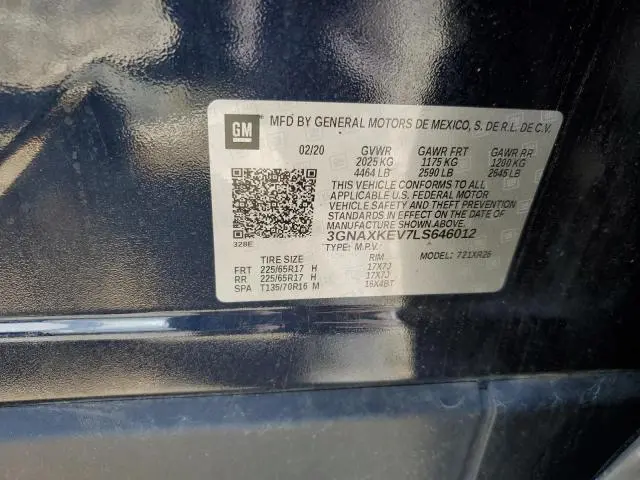 GM
MFD BY GENERAL MOTORS DE MEXICO, S. DE R.L. DE C.V.
02/20 GVWR GAWR FRT GAWR RR
2025 KG 1175 KG 1200 KG
4464 LB 2590 LB 2645 LB
THIS VEHICLE CONFORMS TO ALL
APPLICABLE U.S. FEDERAL MOTOR
VEHICLE SAFETY AND THEFT
PREVENTION STANDARDS IN
EFFECT ON THE DATE OF
MANUFACTURE SHOWN ABOVE.
328E 3GNAXKEV7LS646012
TYPE: M.P.V. MODEL: 721XR26
TIRE SIZE RIM
FRT 225/65R17 H 17X7J
RR 225/65R17 H 17X7J
SPA T135/70R16 M 16X4BT